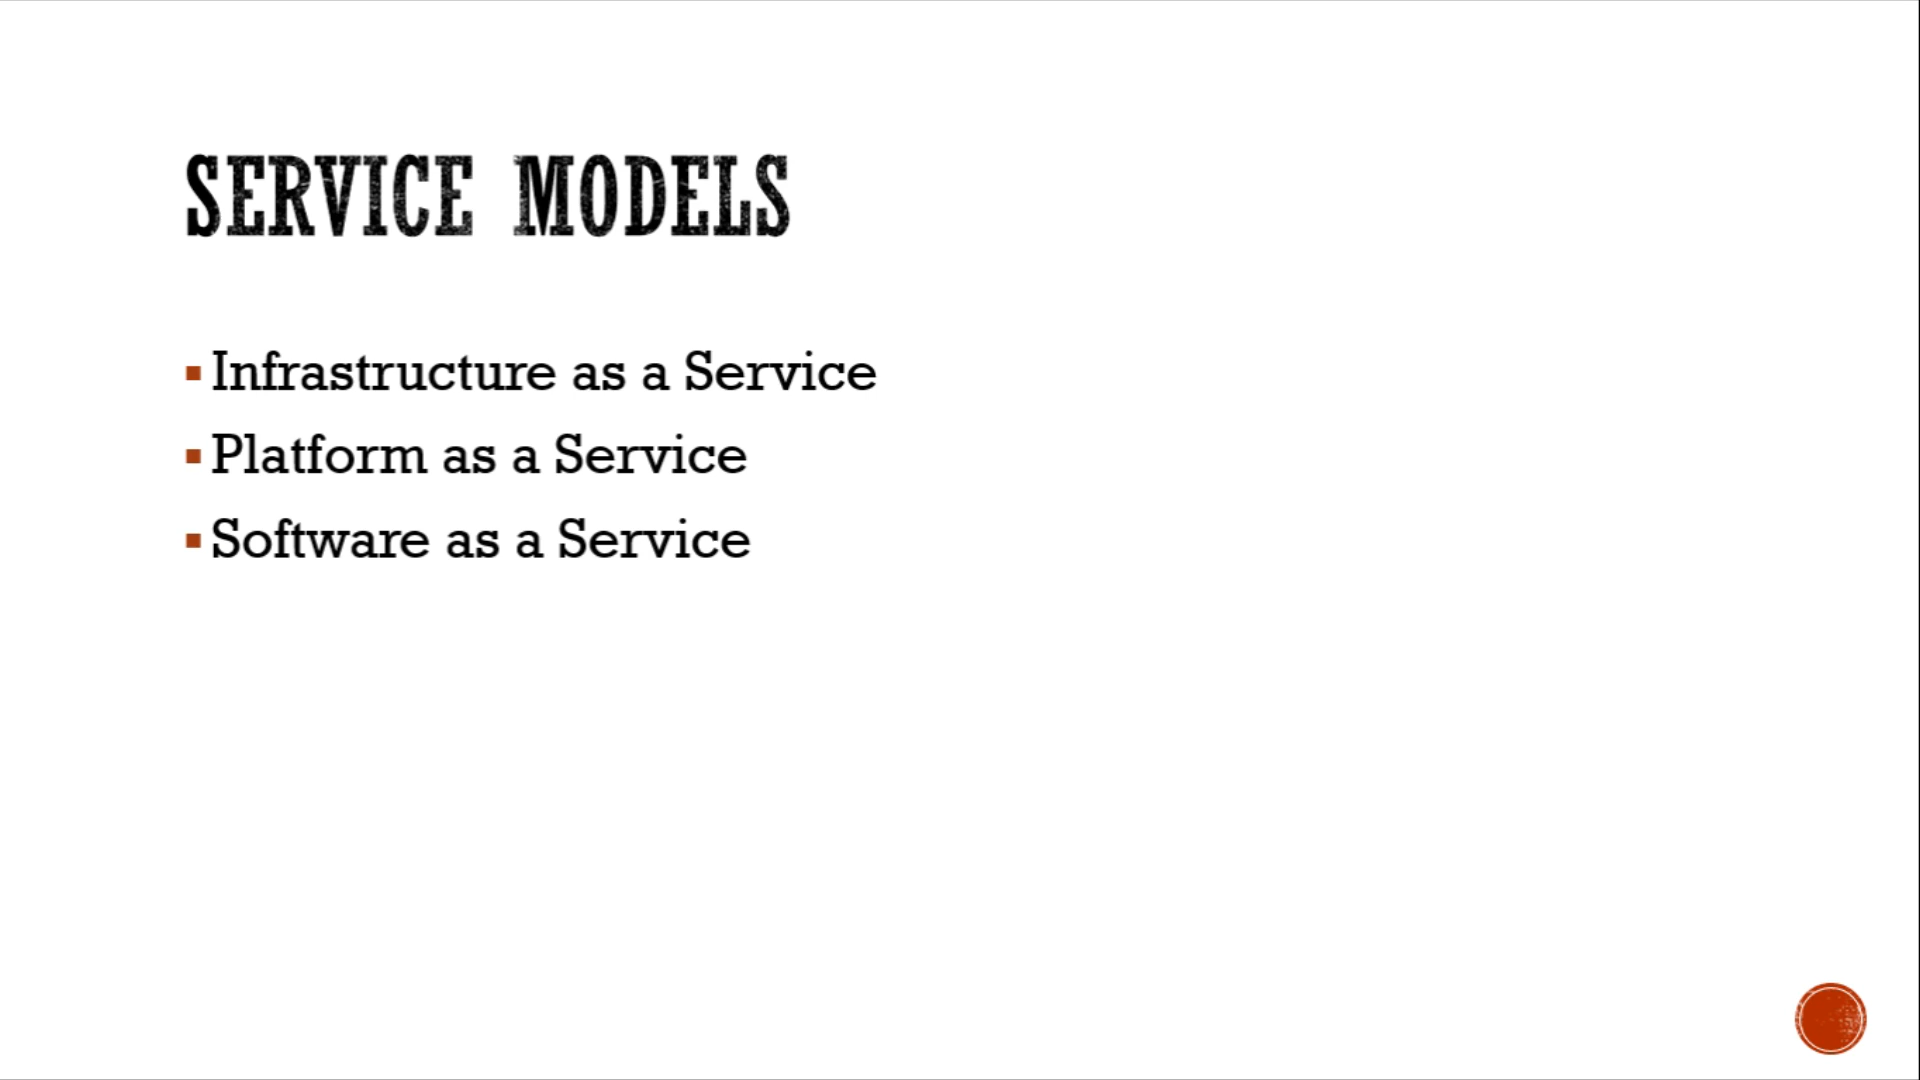 SERVICE MODELS
▪ Infrastructure as a Service
▪ Platform as a Service
▪ Software as a Service